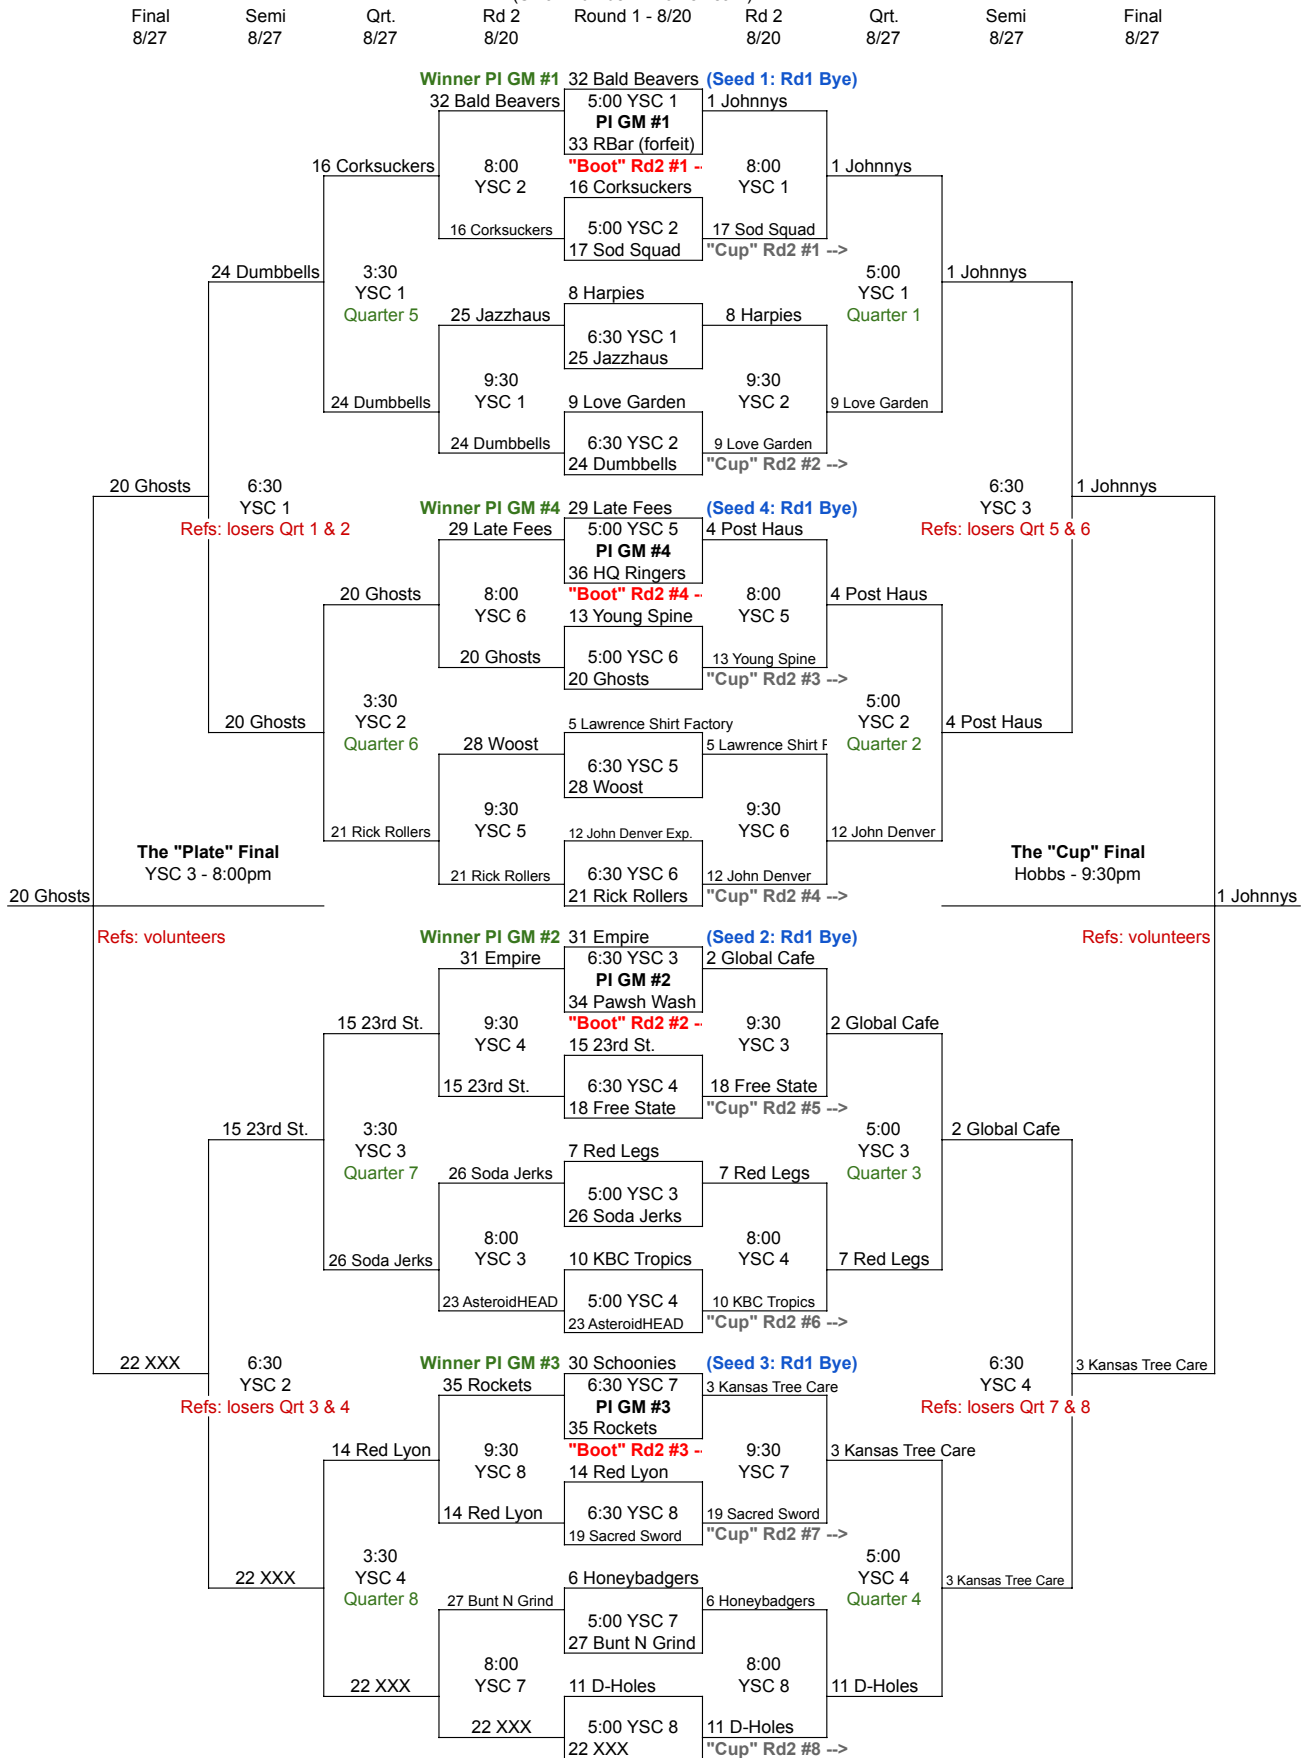 Final Semi Qrt. Rd 2 Round 1 - 8/20 Rd 2 Qrt. Semi Final
8/27 8/27 8/27 8/20 8/20 8/27 8/27 8/27
Winner PI GM #1 32 Bald Beavers (Seed 1: Rd1 Bye)
32 Bald Beavers 5:00 YSC 1 1 Johnnys
PI GM #1
33 RBar (forfeit)
16 Corksuckers 8:00 "Boot" Rd2 #1 - 8:00 1 Johnnys
YSC 2 16 Corksuckers YSC 1
16 Corksuckers 5:00 YSC 2 17 Sod Squad
17 Sod Squad "Cup" Rd2 #1 -->
24 Dumbbells 3:30 5:00 1 Johnnys
YSC 1 8 Harpies YSC 1
Quarter 5 25 Jazzhaus 8 Harpies Quarter 1
6:30 YSC 1
25 Jazzhaus
9:30 9:30
24 Dumbbells YSC 1 9 Love Garden YSC 2 9 Love Garden
24 Dumbbells 6:30 YSC 2 9 Love Garden
24 Dumbbells "Cup" Rd2 #2 -->
20 Ghosts 6:30 6:30 1 Johnnys
YSC 1 Winner PI GM #4 29 Late Fees (Seed 4: Rd1 Bye) YSC 3
Refs: losers Qrt 1 & 2 29 Late Fees 5:00 YSC 5 4 Post Haus Refs: losers Qrt 5 & 6
PI GM #4
36 HQ Ringers
20 Ghosts 8:00 "Boot" Rd2 #4 - 8:00 4 Post Haus
YSC 6 13 Young Spine YSC 5
20 Ghosts 5:00 YSC 6 13 Young Spine
20 Ghosts "Cup" Rd2 #3 -->
3:30 5:00
20 Ghosts YSC 2 5 Lawrence Shirt Factory YSC 2 4 Post Haus
Quarter 6 28 Woost 5 Lawrence Shirt F Quarter 2
6:30 YSC 5
28 Woost
9:30 9:30
21 Rick Rollers YSC 5 12 John Denver Exp. YSC 6 12 John Denver
The "Plate" Final The "Cup" Final
YSC 3 - 8:00pm 21 Rick Rollers 6:30 YSC 6 12 John Denver Hobbs - 9:30pm
20 Ghosts 21 Rick Rollers "Cup" Rd2 #4 --> 1 Johnnys
Refs: volunteers Winner PI GM #2 31 Empire (Seed 2: Rd1 Bye) Refs: volunteers
31 Empire 6:30 YSC 3 2 Global Cafe
PI GM #2
34 Pawsh Wash
15 23rd St. 9:30 "Boot" Rd2 #2 - 9:30 2 Global Cafe
YSC 4 15 23rd St. YSC 3
15 23rd St. 6:30 YSC 4 18 Free State
18 Free State "Cup" Rd2 #5 -->
15 23rd St. 3:30 5:00 2 Global Cafe
YSC 3 7 Red Legs YSC 3
Quarter 7 26 Soda Jerks 7 Red Legs Quarter 3
5:00 YSC 3
26 Soda Jerks
8:00 8:00
26 Soda Jerks YSC 3 10 KBC Tropics YSC 4 7 Red Legs
23 AsteroidHEAD 5:00 YSC 4 10 KBC Tropics
23 AsteroidHEAD "Cup" Rd2 #6 -->
22 XXX 6:30 Winner PI GM #3 30 Schoonies (Seed 3: Rd1 Bye) 6:30 3 Kansas Tree Care
YSC 2 35 Rockets 6:30 YSC 7 3 Kansas Tree Care YSC 4
Refs: losers Qrt 3 & 4 PI GM #3 Refs: losers Qrt 7 & 8
35 Rockets
14 Red Lyon 9:30 "Boot" Rd2 #3 - 9:30 3 Kansas Tree Care
YSC 8 14 Red Lyon YSC 7
14 Red Lyon 6:30 YSC 8 19 Sacred Sword
19 Sacred Sword "Cup" Rd2 #7 -->
3:30 5:00
22 XXX YSC 4 6 Honeybadgers YSC 4 3 Kansas Tree Care
Quarter 8 27 Bunt N Grind 6 Honeybadgers Quarter 4
5:00 YSC 7
27 Bunt N Grind
8:00 8:00
22 XXX YSC 7 11 D-Holes YSC 8 11 D-Holes
22 XXX 5:00 YSC 8 11 D-Holes
22 XXX "Cup" Rd2 #8 -->